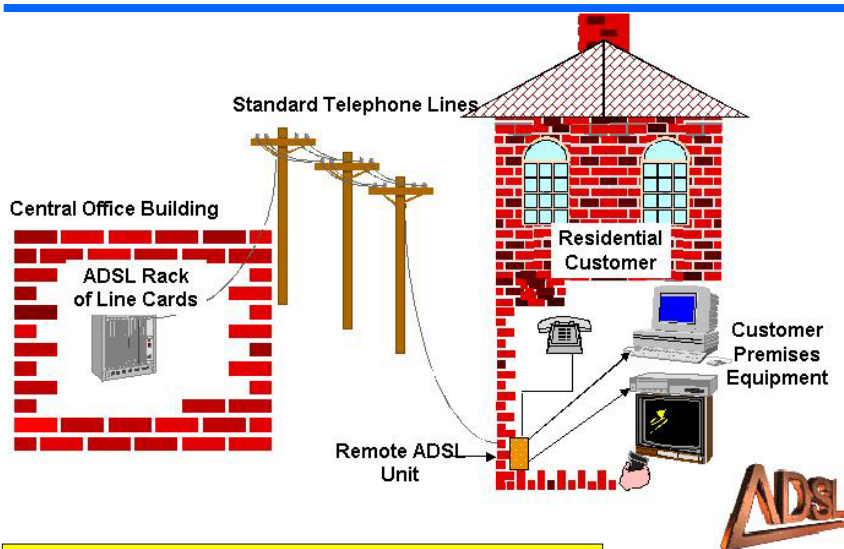 Standard Telephone Lines
Central Office Building
ADSL Rack
of Line Cards
Residential
Customer
Customer
Premises
Equipment
Remote ADSL
Unit
ADSL